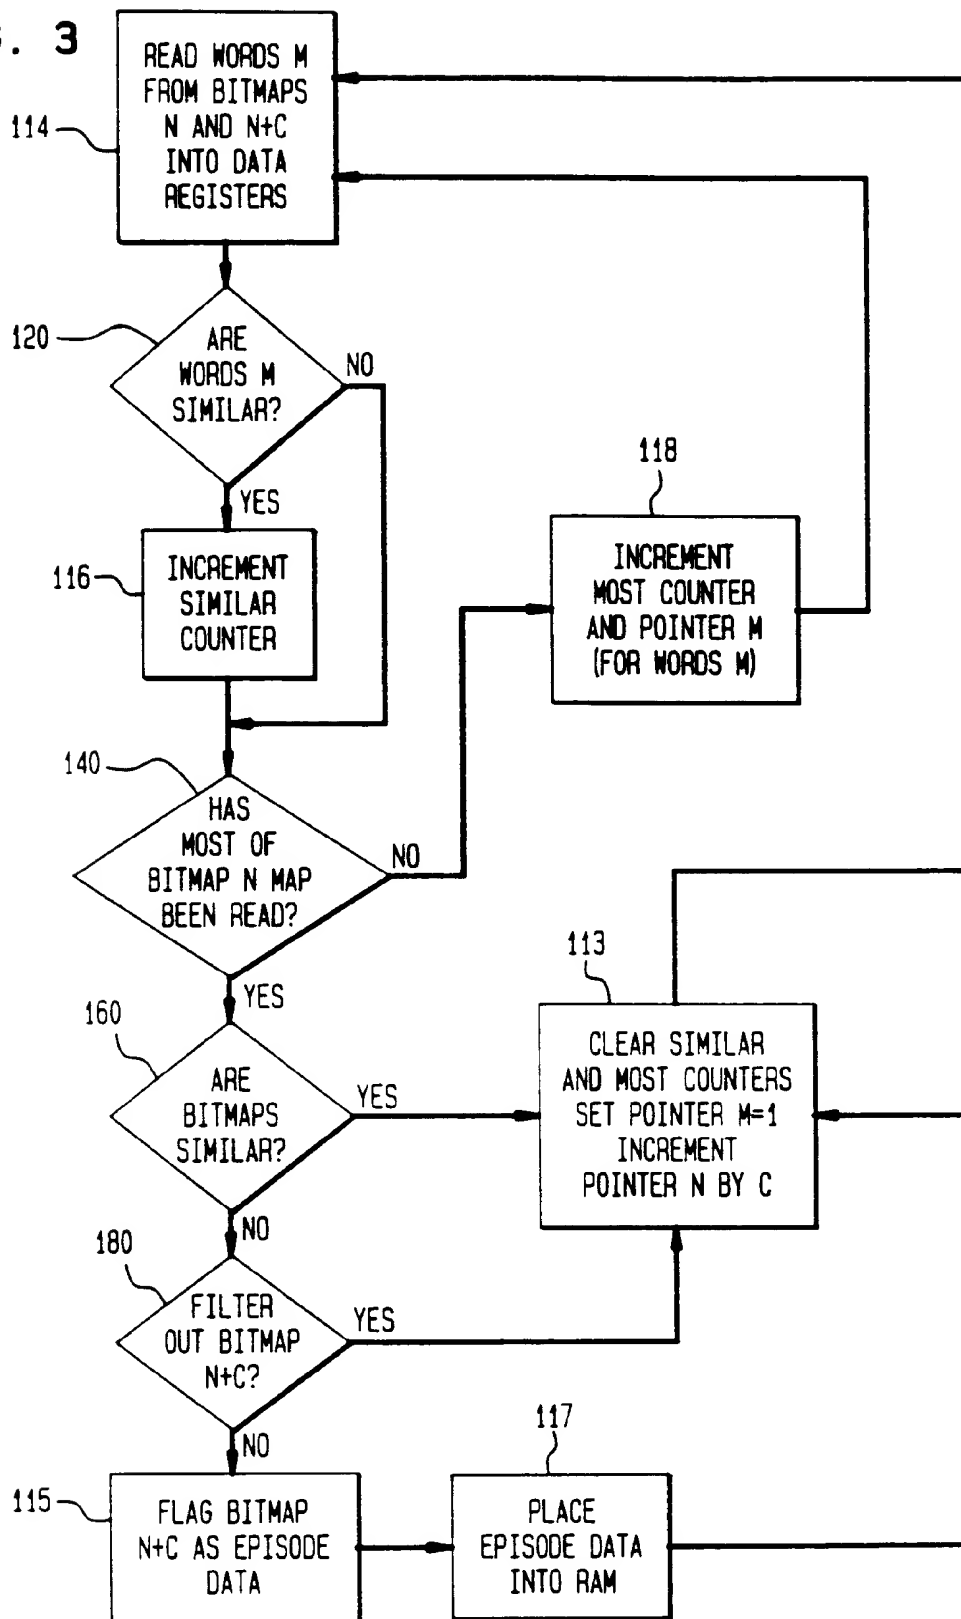 . 3
READ WORDS M
FROM BITMAPS
N AND N+C
INTO DATA
REGISTERS
114
120
ARE
WORDS M
SIMILAR?
NO
YES
118
116
INCREMENT
SIMILAR
COUNTER
INCREMENT
MOST COUNTER
AND POINTER M
(FOR WORDS M)
140
HAS
MOST OF
BITMAP N MAP
BEEN READ?
NO
YES
113
160
ARE
BITMAPS
SIMILAR?
YES
CLEAR SIMILAR
AND MOST COUNTERS
SET POINTER M=1
INCREMENT
POINTER N BY C
NO
180
FILTER
OUT BITMAP
N+C?
YES
NO
117
115
FLAG BITMAP
N+C AS EPISODE
DATA
PLACE
EPISODE DATA
INTO RAM